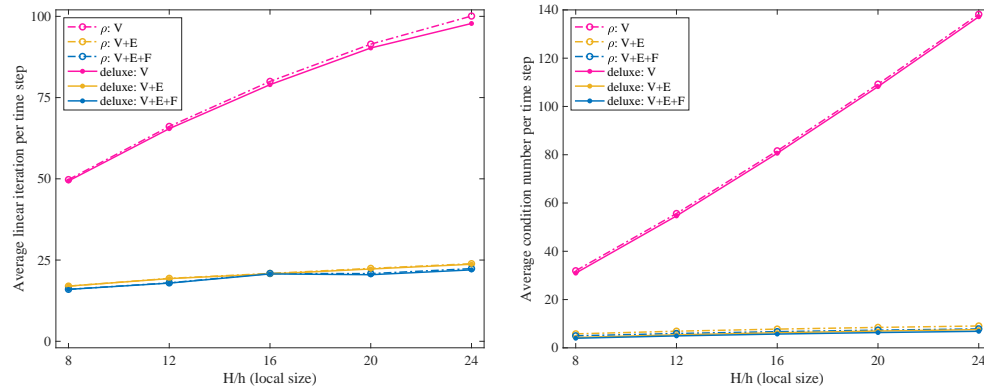 Average linear iteration per time step
100
75
50
25
0
ρ: V
ρ: V+E
ρ: V+E+F
deluxe: V
deluxe: V+E
deluxe: V+E+F
8
12
16
20
24
H/h (local size)
Average condition number per time step
140
120
100
80
60
40
20
0
ρ: V
ρ: V+E
ρ: V+E+F
deluxe: V
deluxe: V+E
deluxe: V+E+F
8
12
16
20
24
H/h (local size)